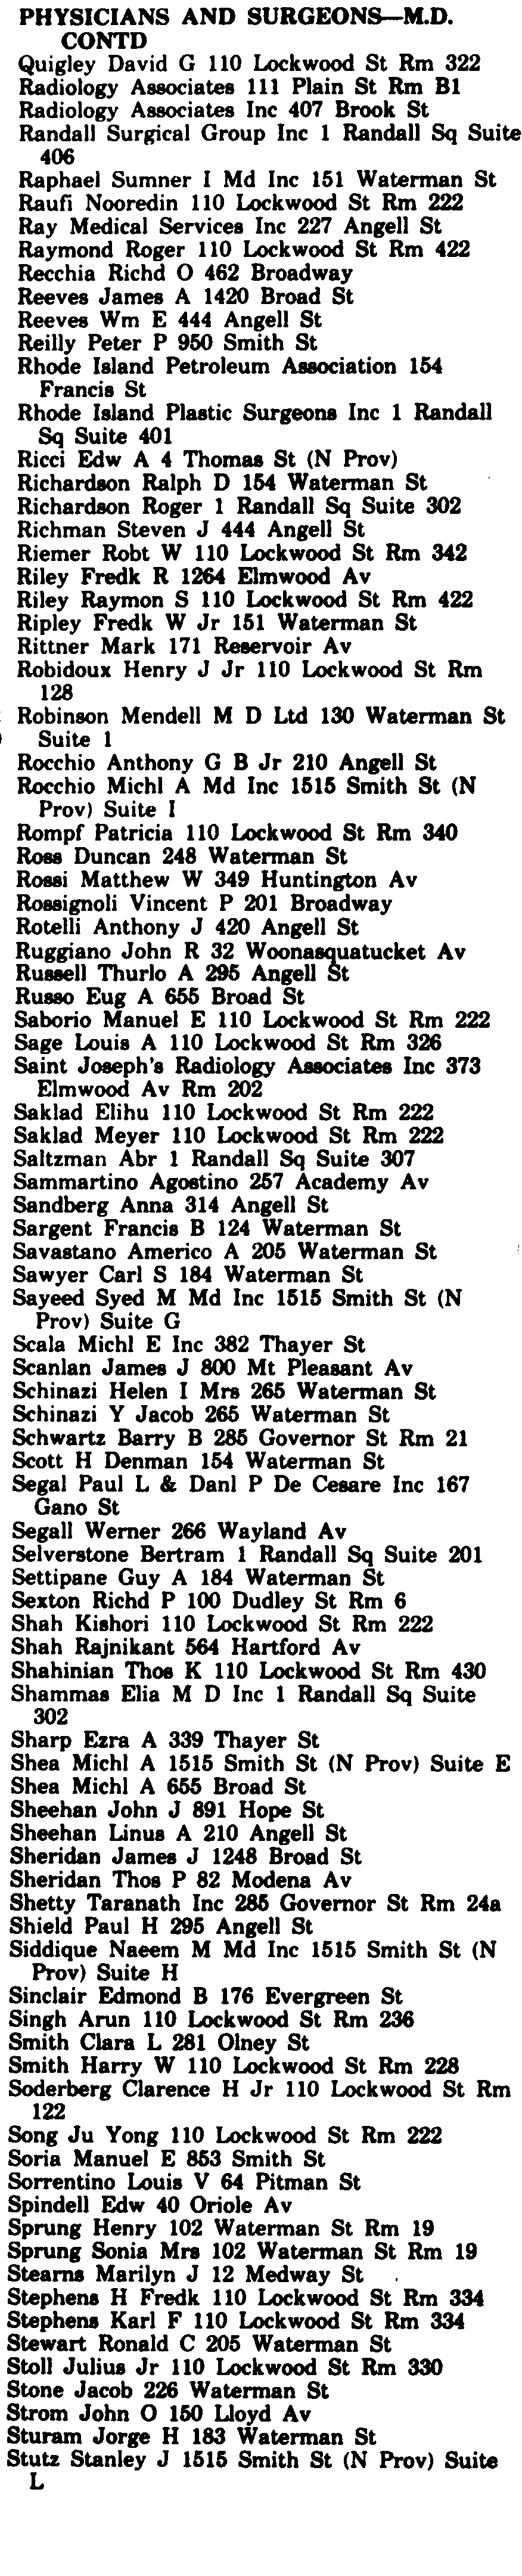 PHYSICIANS AND SURGEONS—M.D.
CONTD
Quigley David G 110 Lockwood St Rm 322
Radiology Associates 111 Plain St Rm B1
Radiology Associates Inc 407 Brook St
Randall Surgical Group Inc 1 Randall Sq Suite
406
Raphael Sumner I Md Inc 151 Waterman St
Raufi Nooredin 110 Lockwood St Rm 222
Ray Medical Services Inc 227 Angell St
Raymond Roger 110 Lockwood St Rm 422
Recchia Richd O 462 Broadway
Reeves James A 1420 Broad St
Reeves Wm E 444 Angell St
Reilly Peter P 950 Smith St
Rhode Island Petroleum Association 154
Francis St
Rhode Island Plastic Surgeons Inc 1 Randall
Sq Suite 401
Ricci Edw A 4 Thomas St (N Prov)
Richardson Ralph D 154 Waterman St
Richardson Roger 1 Randall Sq Suite 302
Richman Steven J 444 Angell St
Riemer Robt W 110 Lockwood St Rm 342
Riley Fredk R 1264 Elmwood Av
Riley Raymon S 110 Lockwood St Rm 422
Ripley Fredk W Jr 151 Waterman St
Rittner Mark 171 Reservoir Av
Robidoux Henry J Jr 110 Lockwood St Rm
128
Robinson Mendell M D Ltd 130 Waterman St
Suite 1
Rocchio Anthony G B Jr 210 Angell St
Rocchio Michl A Md Inc 1515 Smith St (N
Prov) Suite I
Rompf Patricia 110 Lockwood St Rm 340
Ross Duncan 248 Waterman St
Rossi Matthew W 349 Huntington Av
Rossignoli Vincent P 201 Broadway
Rotelli Anthony J 420 Angell St
Ruggiano John R 32 Woonasquatucket Av
Russell Thurlo A 295 Angell St
Russo Eug A 655 Broad St
Saborio Manuel E 110 Lockwood St Rm 222
Sage Louis A 110 Lockwood St Rm 326
Saint Joseph's Radiology Associates Inc 373
Elmwood Av Rm 202
Saklad Elihu 110 Lockwood St Rm 222
Saklad Meyer 110 Lockwood St Rm 222
Saltzman Abr 1 Randall Sq Suite 307
Sammartino Agostino 257 Academy Av
Sandberg Anna 314 Angell St
Sargent Francis B 124 Waterman St
Savastano Americo A 205 Waterman St
Sawyer Carl S 184 Waterman St
Sayeed Syed M Md Inc 1515 Smith St (N
Prov) Suite G
Scala Michl E Inc 382 Thayer St
Scanlan James J 800 Mt Pleasant Av
Schinazi Helen I Mrs 265 Waterman St
Schinazi Y Jacob 265 Waterman St
Schwartz Barry B 285 Governor St Rm 21
Scott H Denman 154 Waterman St
Segal Paul L & Danl P De Cesare Inc 167
Gano St
Segall Werner 266 Wayland Av
Selverstone Bertram 1 Randall Sq Suite 201
Settipane Guy A 184 Waterman St
Sexton Richd P 100 Dudley St Rm 6
Shah Kishori 110 Lockwood St Rm 222
Shah Rajnikant 564 Hartford Av
Shahinian Thos K 110 Lockwood St Rm 430
Shammas Elia M D Inc 1 Randall Sq Suite
302
Sharp Ezra A 339 Thayer St
Shea Michl A 1515 Smith St (N Prov) Suite E
Shea Michl A 655 Broad St
Sheehan John J 891 Hope St
Sheehan Linus A 210 Angell St
Sheridan James J 1248 Broad St
Sheridan Thos P 82 Modena Av
Shetty Taranath Inc 285 Governor St Rm 24a
Shield Paul H 295 Angell St
Siddique Naeem M Md Inc 1515 Smith St (N
Prov) Suite H
Sinclair Edmond B 176 Evergreen St
Singh Arun 110 Lockwood St Rm 236
Smith Clara L 281 Olney St
Smith Harry W 110 Lockwood St Rm 228
Soderberg Clarence H Jr 110 Lockwood St Rm
122
Song Ju Yong 110 Lockwood St Rm 222
Soria Manuel E 853 Smith St
Sorrentino Louis V 64 Pitman St
Spindell Edw 40 Oriole Av
Sprung Henry 102 Waterman St Rm 19
Sprung Sonia Mrs 102 Waterman St Rm 19
Stearns Marilyn J 12 Medway St
Stephens H Fredk 110 Lockwood St Rm 334
Stephens Karl F 110 Lockwood St Rm 334
Stewart Ronald C 205 Waterman St
Stoll Julius Jr 110 Lockwood St Rm 330
Stone Jacob 226 Waterman St
Strom John O 150 Lloyd Av
Sturam Jorge H 183 Waterman St
Stutz Stanley J 1515 Smith St (N Prov) Suite
L